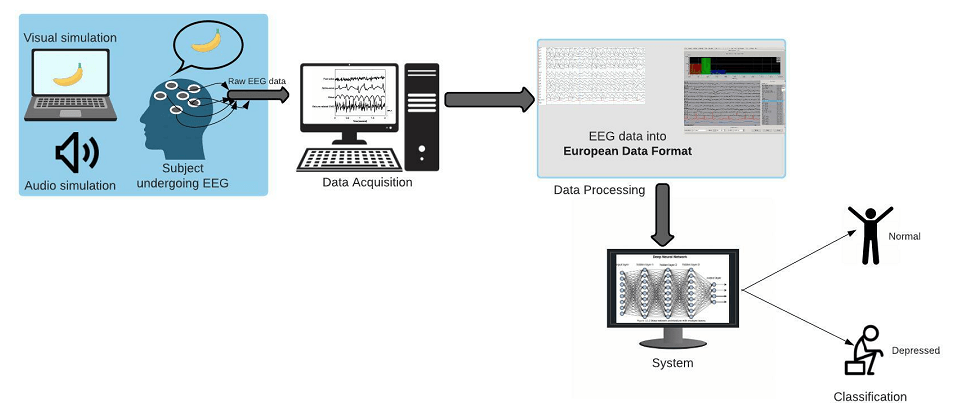 Visual simulation
Raw EEG data
Audio simulation
Subject
undergoing EEG
Data Acquisition
EEG data into
European Data Format
Data Processing
Deep Neural Network
System
Normal
Depressed
Classification